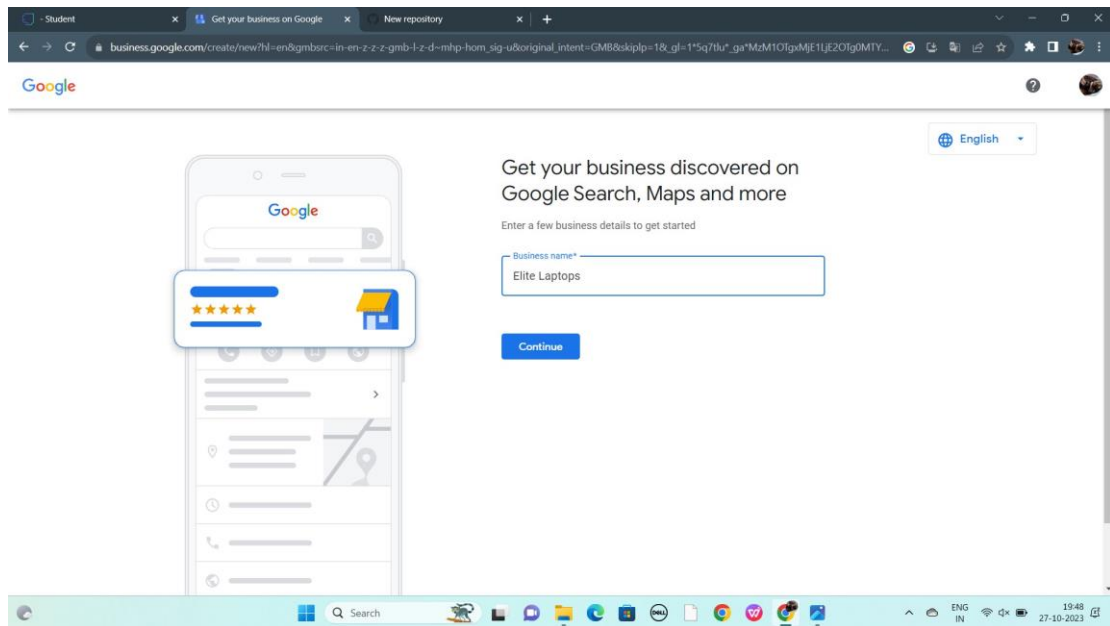 - Student
Get your business on Google
New repository
business.google.com/create/new?hl=en&gmbsrc=in-en-z-z-z-gmb-l-z-d~mhp-hom_sig-u&original_intent=GMB&skiplp=1&_gl=1*5q7tlu*_ga*MzM1OTgxMjE1LjE2OTg0MTY...
Google
English
Get your business discovered on
Google Search, Maps and more
Enter a few business details to get started
Business name*
Elite Laptops
Continue
Google
Search
DELL
ENG
IN
19:48
27-10-2023